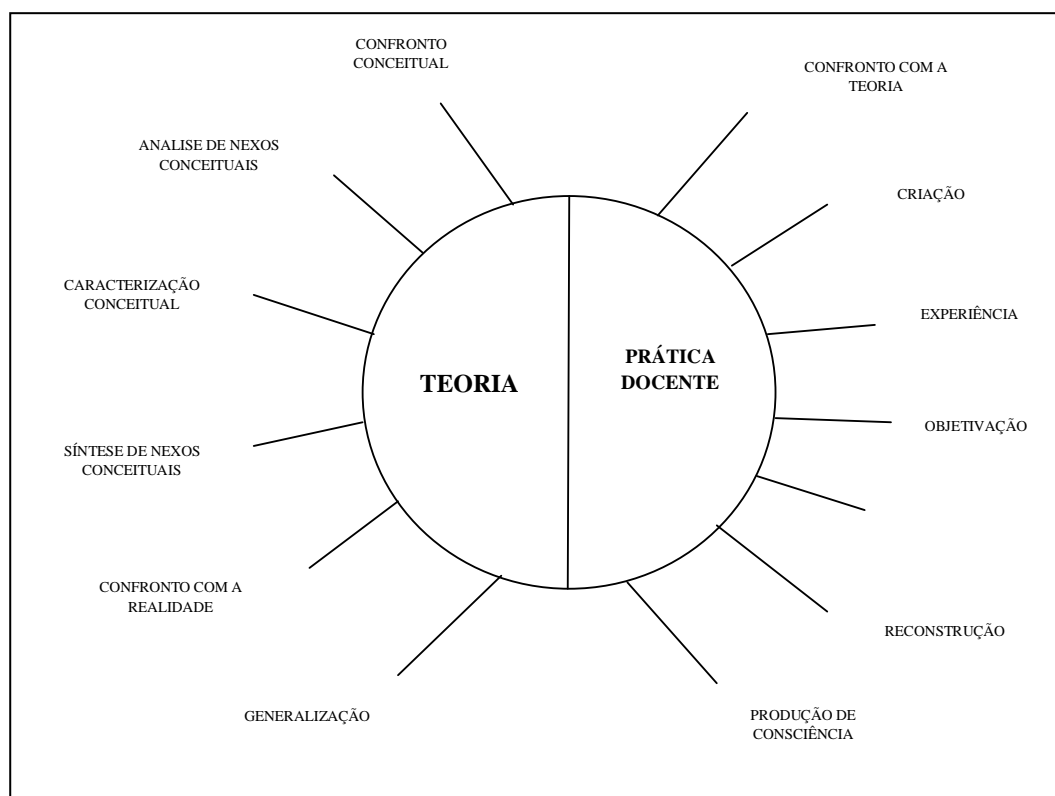 CONFRONTO
CONCEITUAL
CONFRONTO COM A
TEORIA
ANALISE DE NEXOS
CONCEITUAIS
CRIAÇÃO
CARACTERIZAÇÃO
CONCEITUAL
EXPERIÊNCIA
TEORIA
PRÁTICA
DOCENTE
OBJETIVAÇÃO
SÍNTESE DE NEXOS
CONCEITUAIS
CONFRONTO COM A
REALIDADE
RECONSTRUÇÃO
GENERALIZAÇÃO
PRODUÇÃO DE
CONSCIÊNCIA